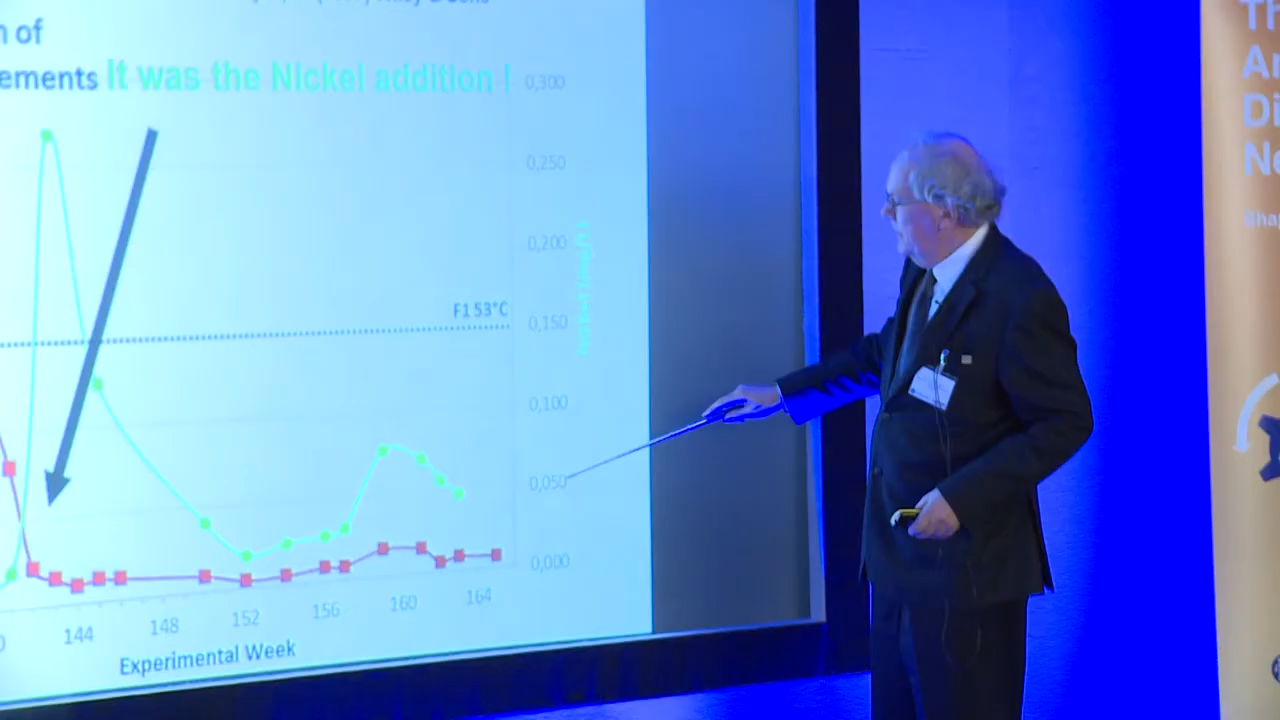 n of
ements It was the Nickel addition !
0,300
0,250
0,200
0,150
0,100
0,050
0,000
F1 53°C
144 148 152 156 160 164
Experimental Week